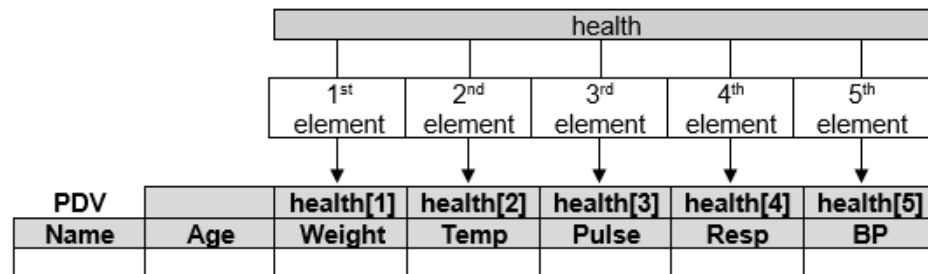 health
1st 2nd 3rd 4th 5th
element element element element element
PDV health[1] health[2] health[3] health[4] health[5]
Name Age Weight Temp Pulse Resp BP